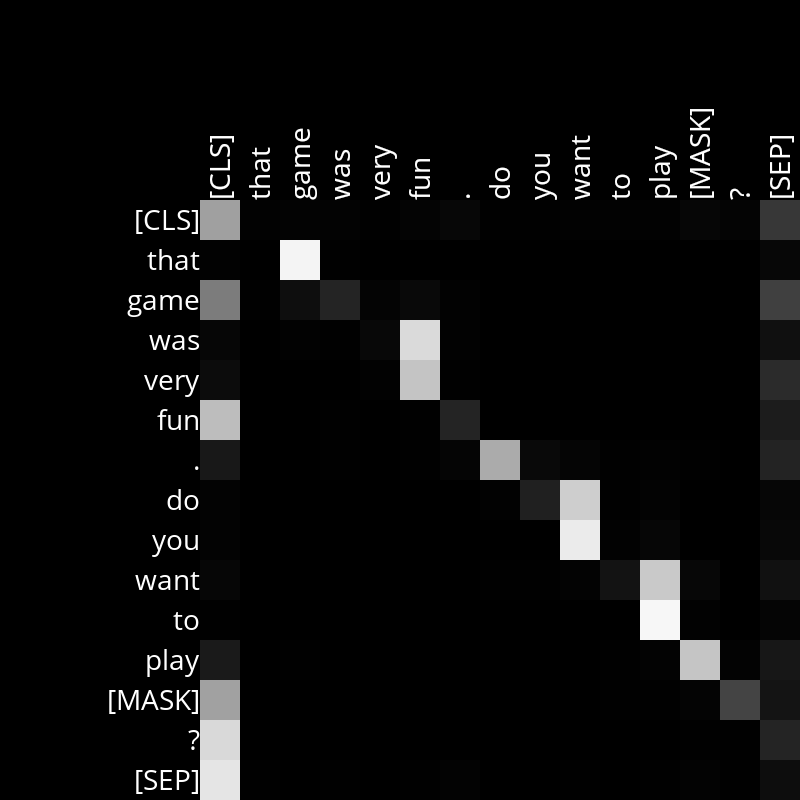 [CLS] that game was very fun . do you want to play [MASK] ? [SEP]
[CLS]
that
game
was
very
fun
.
do
you
want
to
play
[MASK]
?
[SEP]